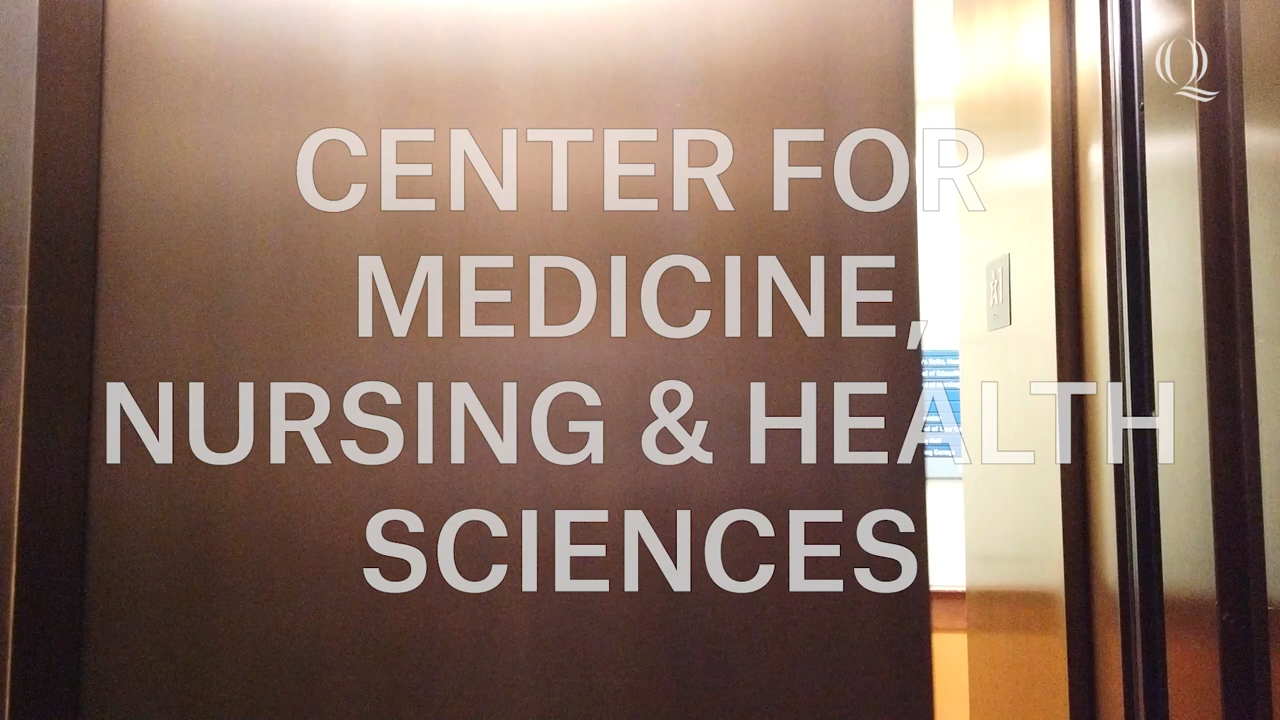 Q
CENTER FOR
MEDICINE,
NURSING & HEALTH
SCIENCES